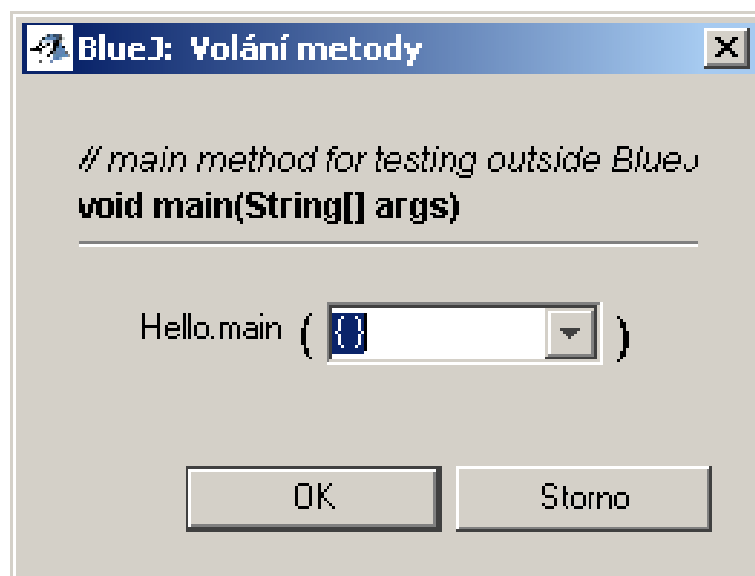 BlueJ: Volání metody
// main method for testing outside BlueJ
void main(String[] args)
Hello.main ( {} )
OK Storno